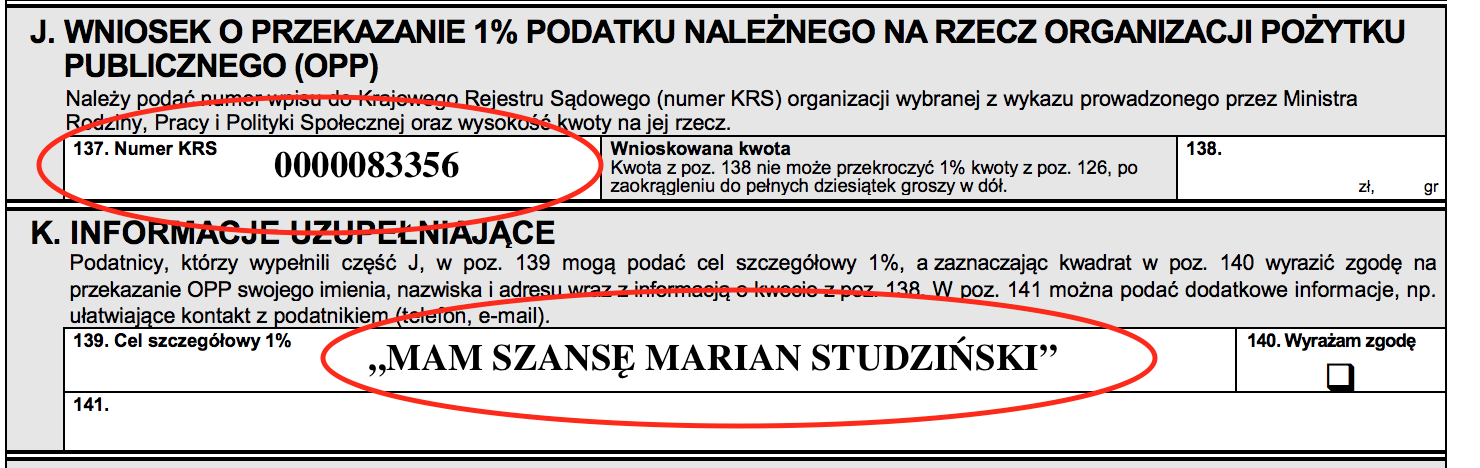 J. WNIOSEK O PRZEKAZANIE 1% PODATKU NALEŻNEGO NA RZECZ ORGANIZACJI POŻYTKU
PUBLICZNEGO (OPP)
Należy podać numer wpisu do Krajowego Rejestru Sądowego (numer KRS) organizacji wybranej z wykazu prowadzonego przez Ministra
Rodziny, Pracy i Polityki Społecznej oraz wysokość kwoty na jej rzecz.
137. Numer KRS
0000083356
Wnioskowana kwota
Kwota z poz. 138 nie może przekroczyć 1% kwoty z poz. 126, po
zaokrągleniu do pełnych dziesiątek groszy w dół.
138.
zł, gr
K. INFORMACJE UZUPEŁNIAJĄCE
Podatnicy, którzy wypełnili część J, w poz. 139 mogą podać cel szczegółowy 1%, a zaznaczając kwadrat w poz. 140 wyrazić zgodę na
przekazanie OPP swojego imienia, nazwiska i adresu wraz z informacją o kwocie z poz. 138. W poz. 141 można podać dodatkowe informacje, np.
ułatwiające kontakt z podatnikiem (telefon, e-mail).
139. Cel szczegółowy 1%
„MAM SZANSĘ MARIAN STUDZIŃSKI”
140. Wyrażam zgodę
141.